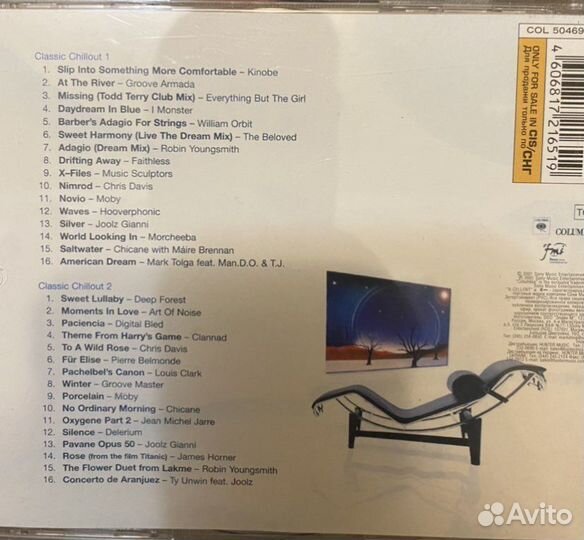 COL 50469
ONLY FOR SALE IN CIS/СНГ
Для продажи только по
4 606817 216519
Classic Chillout 1
1. Slip Into Something More Comfortable – Kinobe
2. At The River – Groove Armada
3. Missing (Todd Terry Club Mix) – Everything But The Girl
4. Daydream In Blue – I Monster
5. Barber's Adagio For Strings – William Orbit
6. Sweet Harmony (Live The Dream Mix) – The Beloved
7. Adagio (Dream Mix) – Robin Youngsmith
8. Drifting Away – Faithless
9. X-Files – Music Sculptors
10. Nimrod – Chris Davis
11. Novio – Moby
12. Waves – Hooverphonic
13. Silver – Joolz Gianni
14. World Looking In – Morcheeba
15. Saltwater – Chicane with Máire Brennan
16. American Dream – Mark Tolga feat. Man.D.O. & T.J.
COLUM
Classic Chillout 2
1. Sweet Lullaby – Deep Forest
2. Moments In Love – Art Of Noise
3. Paciencia – Digital Bled
4. Theme From Harry's Game – Clannad
5. To A Wild Rose – Chris Davis
6. Für Elise – Pierre Belmonde
7. Pachelbel's Canon – Louis Clark
8. Winter – Groove Master
9. Porcelain – Moby
10. No Ordinary Morning – Chicane
11. Oxygene Part 2 – Jean Michel Jarre
12. Silence – Delerium
13. Pavane Opus 50 – Joolz Gianni
14. Rose (from the film Titanic) – James Horner
15. The Flower Duet from Lakme – Robin Youngsmith
16. Concerto de Aranjuez – Ty Unwin feat. Joolz
Avito